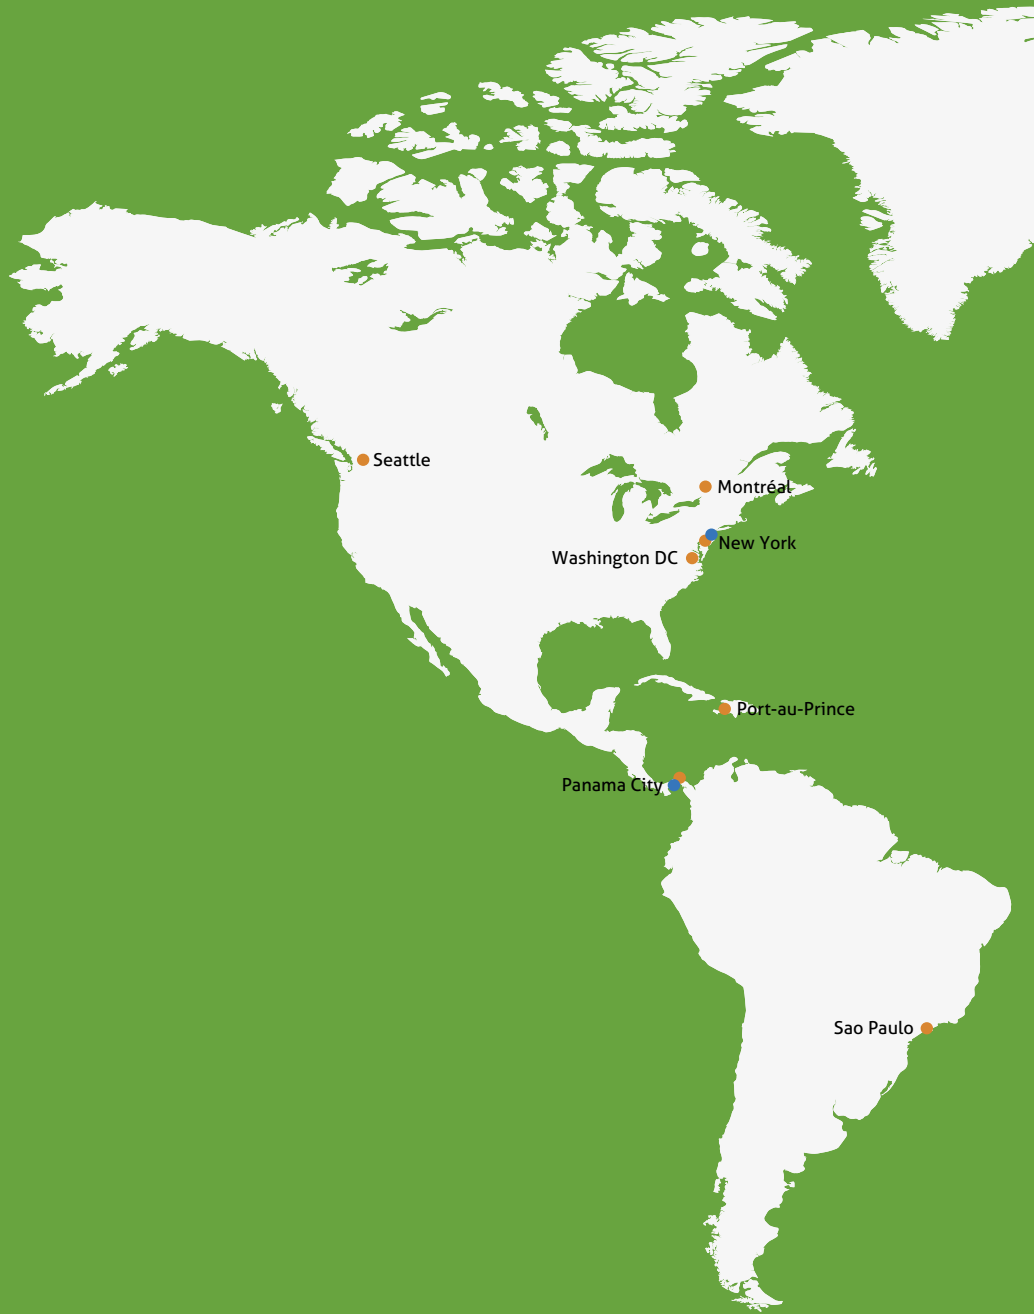 Seattle
Montréal
New York
Washington DC
Port-au-Prince
Panama City
Sao Paulo